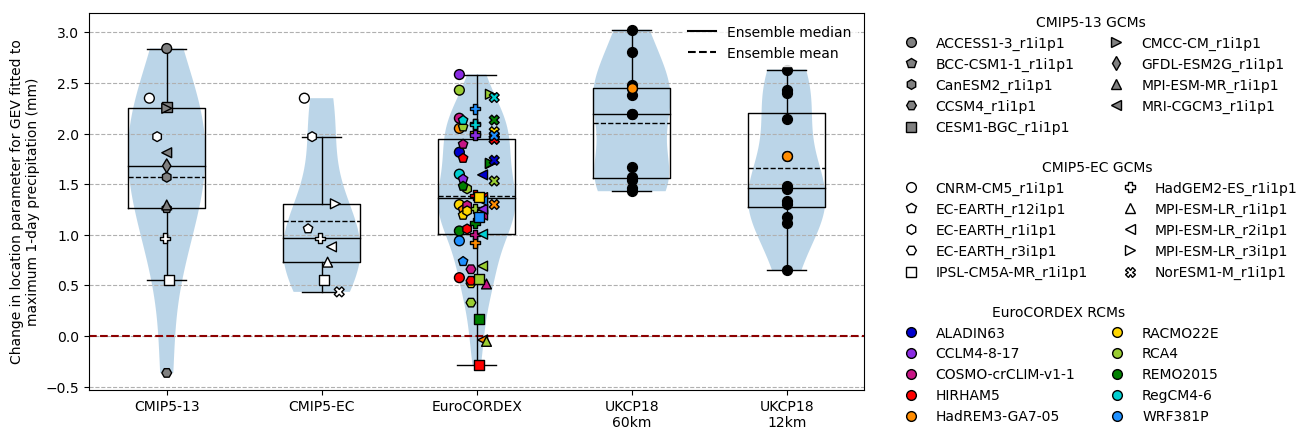 Change in location parameter for GEV fitted to
maximum 1-day precipitation (mm)
3.0
2.5
2.0
1.5
1.0
0.5
0.0
−0.5
Ensemble median
Ensemble mean
CMIP5-13
CMIP5-EC
EuroCORDEX
UKCP18
60km
UKCP18
12km
CMIP5-13 GCMs
ACCESS1-3_r1i1p1
BCC-CSM1-1_r1i1p1
CanESM2_r1i1p1
CCSM4_r1i1p1
CESM1-BGC_r1i1p1
CMCC-CM_r1i1p1
GFDL-ESM2G_r1i1p1
MPI-ESM-MR_r1i1p1
MRI-CGCM3_r1i1p1
CMIP5-EC GCMs
CNRM-CM5_r1i1p1
EC-EARTH_r12i1p1
EC-EARTH_r1i1p1
EC-EARTH_r3i1p1
IPSL-CM5A-MR_r1i1p1
HadGEM2-ES_r1i1p1
MPI-ESM-LR_r1i1p1
MPI-ESM-LR_r2i1p1
MPI-ESM-LR_r3i1p1
NorESM1-M_r1i1p1
EuroCORDEX RCMs
ALADIN63
CCLM4-8-17
COSMO-crCLIM-v1-1
HIRHAM5
HadREM3-GA7-05
RACMO22E
RCA4
REMO2015
RegCM4-6
WRF381P